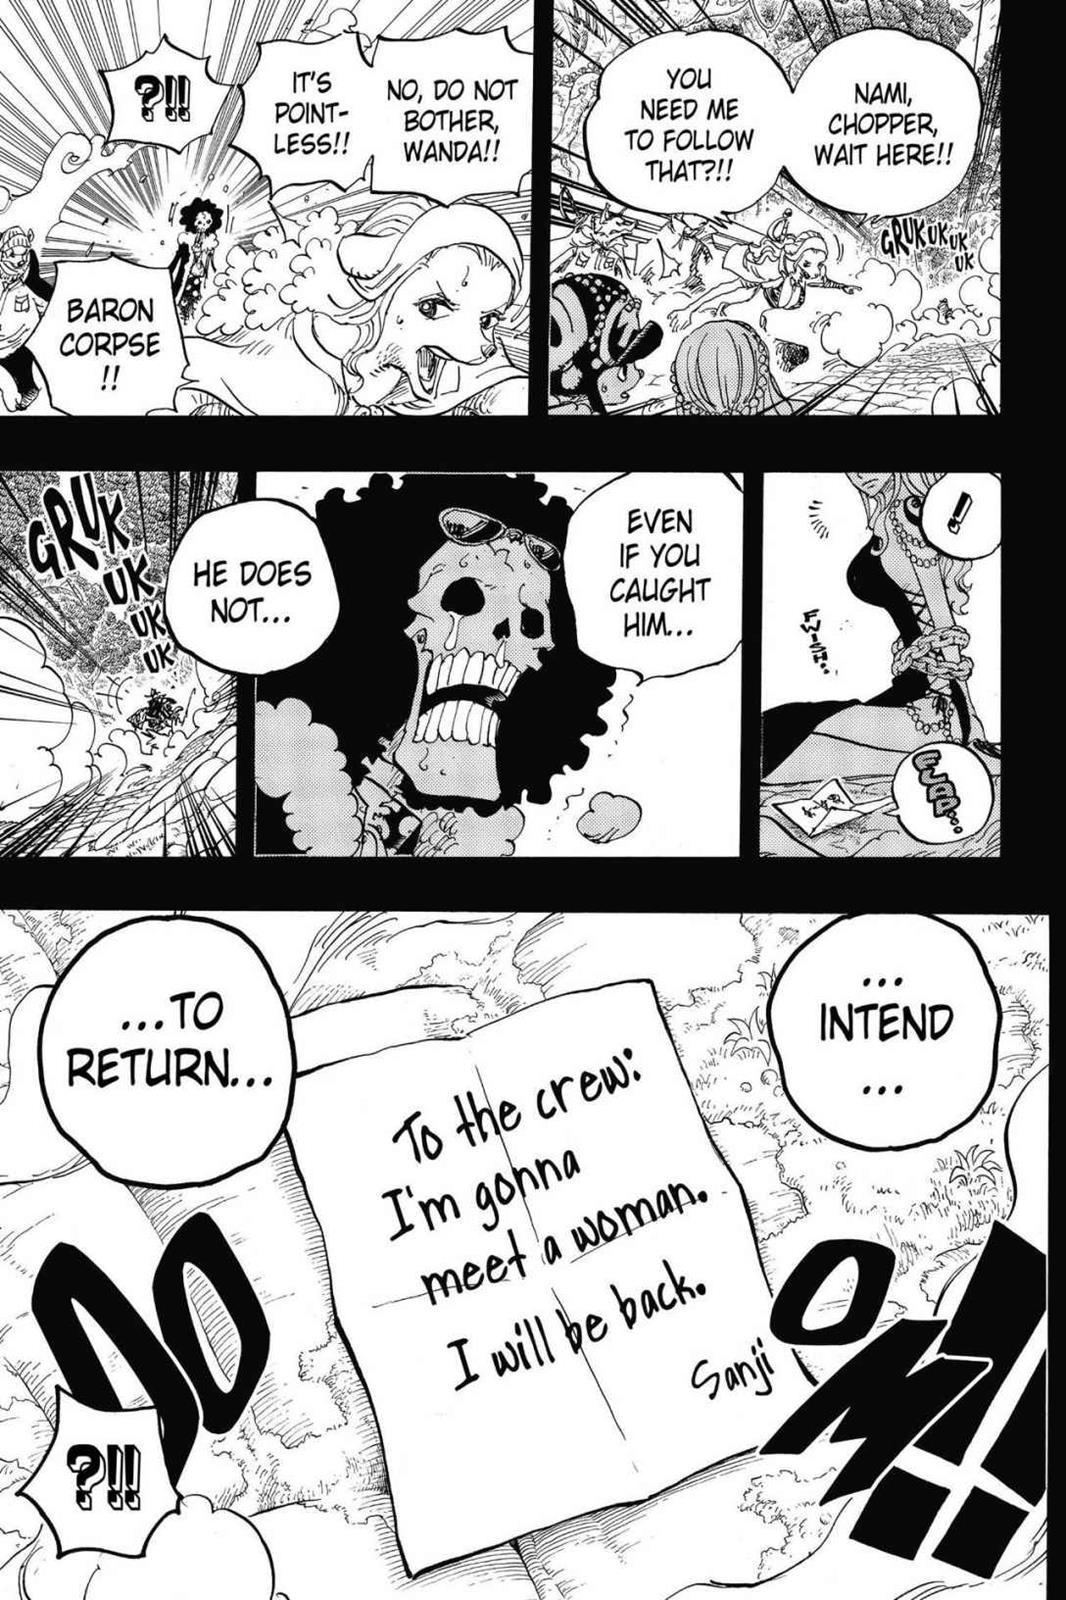 NAMI,
CHOPPER,
WAIT HERE!!
YOU
NEED ME
TO FOLLOW
THAT?!!
GRUKUKUK
UK
NO, DO NOT
BOTHER,
WANDA!!
IT'S
POINT-
LESS!!
?!!
BARON
CORPSE
!!
!
FWISH..
FLAP...
EVEN
IF YOU
CAUGHT
HIM...
HE DOES
NOT...
GRUK
UK
UK
UK
...
INTEND
...
...TO
RETURN...
To the crew:
I'm gonna
meet a woman.
I will be back.
Sanji
?!!